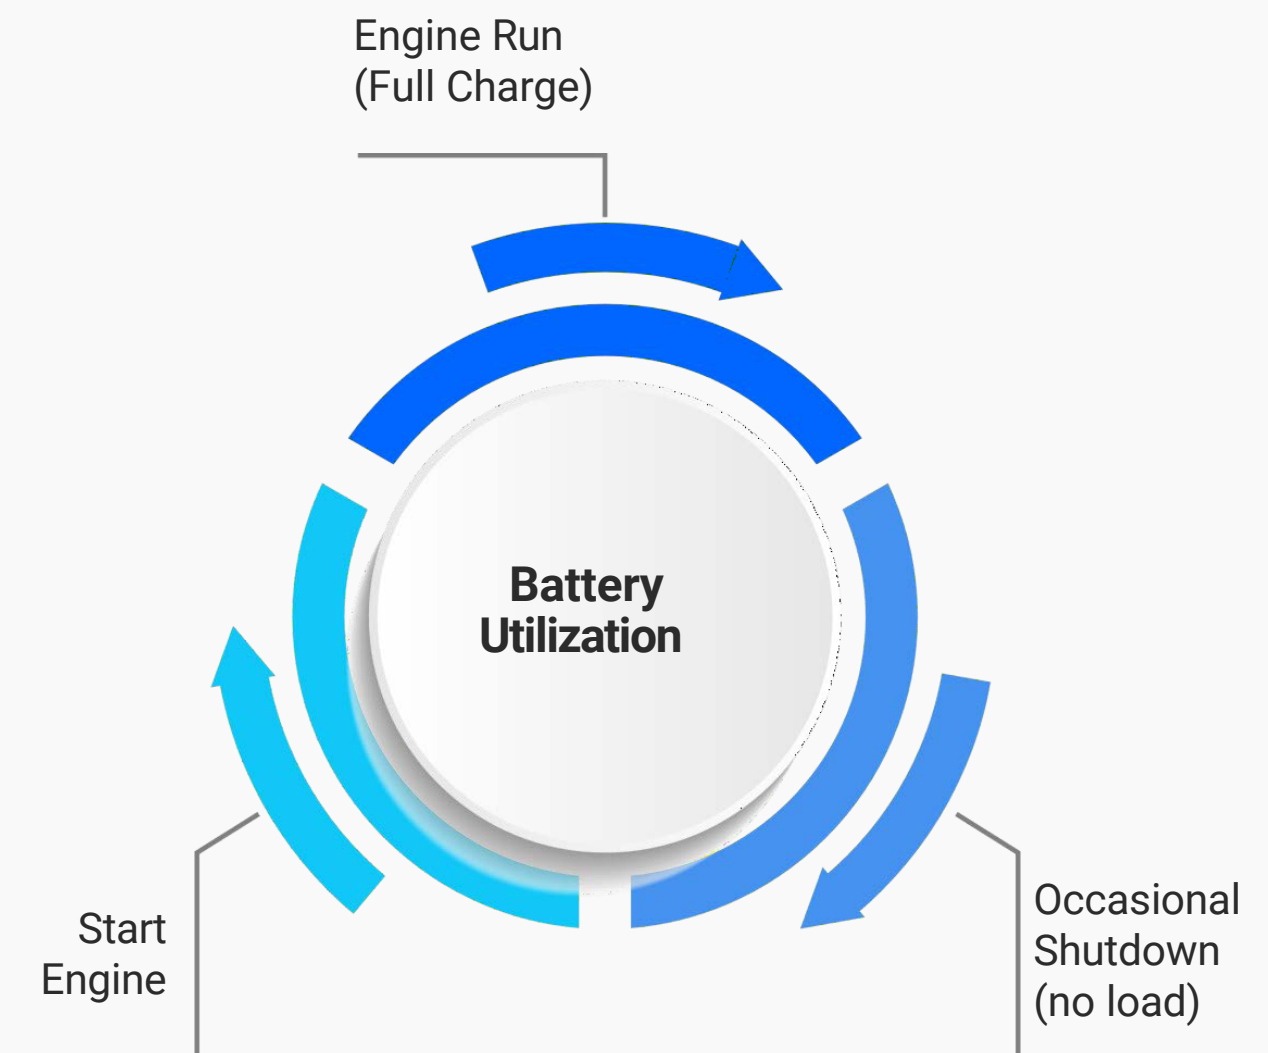 Engine Run
(Full Charge)
Battery
Utilization
Start
Engine
Occasional
Shutdown
(no load)